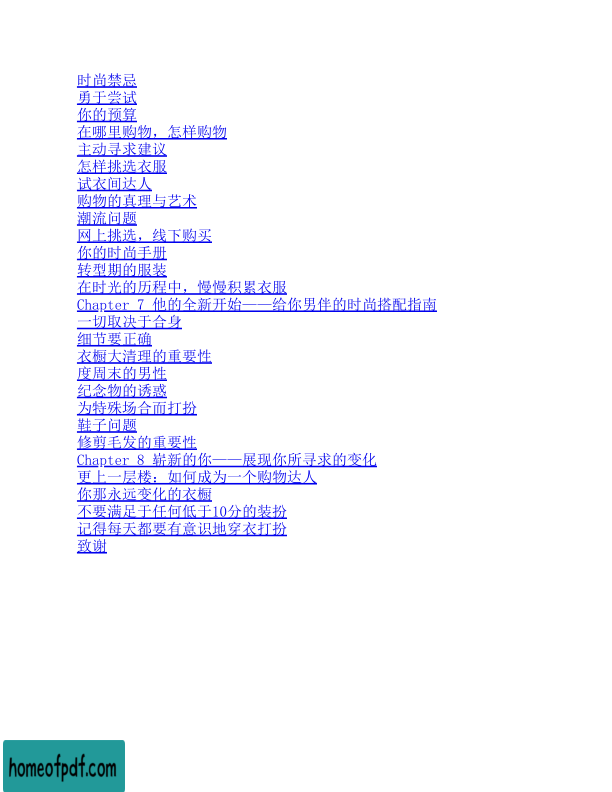 时尚禁忌
勇于尝试
你的预算
在哪里购物，怎样购物
主动寻求建议
怎样挑选衣服
试衣间达人
购物的真理与艺术
潮流问题
网上挑选，线下购买
你的时尚手册
转型期的服装
在时光的历程中，慢慢积累衣服
Chapter 7 他的全新开始——给你男伴的时尚搭配指南
一切取决于合身
细节要正确
衣橱大清理的重要性
度周末的男性
纪念物的诱惑
为特殊场合而打扮
鞋子问题
修剪毛发的重要性
Chapter 8 崭新的你——展现你所寻求的变化
更上一层楼：如何成为一个购物达人
你那永远变化的衣橱
不要满足于任何低于10分的装扮
记得每天都要有意识地穿衣打扮
致谢
homeofpdf.com